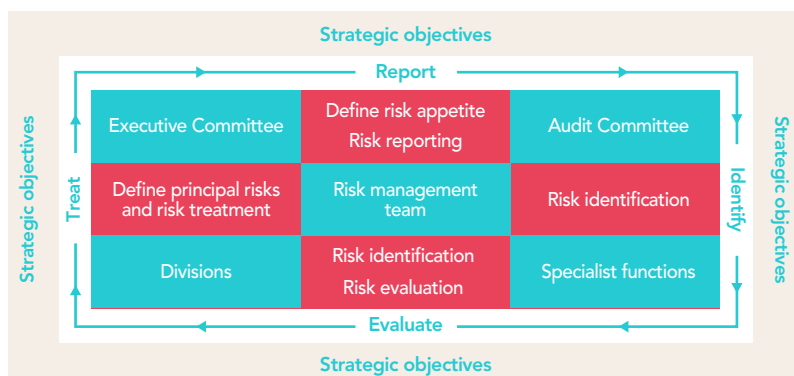 Strategic objectives
Report
Executive Committee
Define risk appetite
Risk reporting
Audit Committee
Strategic objectives
Treat
Define principal risks
and risk treatment
Risk management
team
Risk identification
Identify
Strategic objectives
Divisions
Risk identification
Risk evaluation
Specialist functions
Evaluate
Strategic objectives